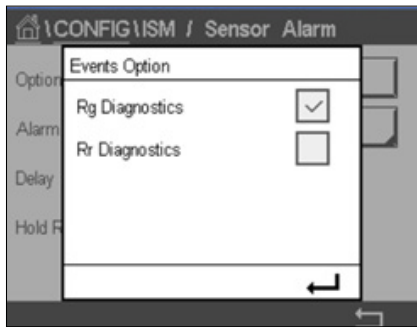 \CONFIG\ISM / Sensor Alarm
Events Option
Option
Rg Diagnostics
Alarm
Rr Diagnostics
Delay
Hold R